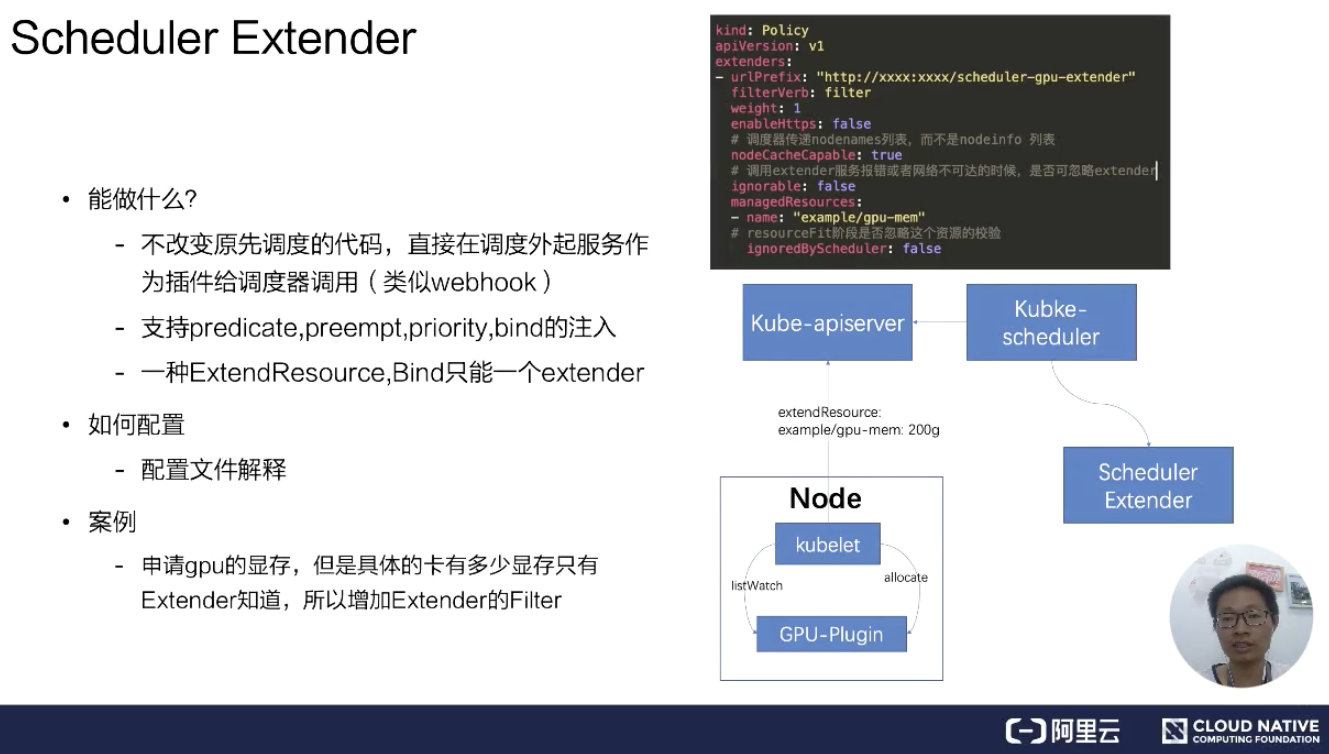 Scheduler Extender
• 能做什么?
- 不改变原先调度的代码，直接在调度外起服务作
为插件给调度器调用（类似webhook）
- 支持predicate,preempt,priority,bind的注入
- 一种ExtendResource,Bind只能一个extender
• 如何配置
- 配置文件解释
• 案例
- 申请gpu的显存，但是具体的卡有多少显存只有
Extender知道，所以增加Extender的Filter
kind: Policy
apiVersion: v1
extenders:
- urlPrefix: "http://xxxx:xxxx/scheduler-gpu-extender"
filterVerb: filter
weight: 1
enableHttps: false
# 调度器传递nodenames列表，而不是nodeinfo 列表
nodeCacheCapable: true
# 调用extender服务报错或者网络不可达的时候，是否可忽略extender
ignorable: false
managedResources:
- name: "example/gpu-mem"
# resourceFit阶段是否忽略这个资源的校验
ignoredByScheduler: false
Kube-apiserver
Kubke-
scheduler
extendResource:
example/gpu-mem: 200g
Scheduler
Extender
Node
kubelet
listWatch
allocate
GPU-Plugin
阿里云
CLOUD NATIVE
COMPUTING FOUNDATION